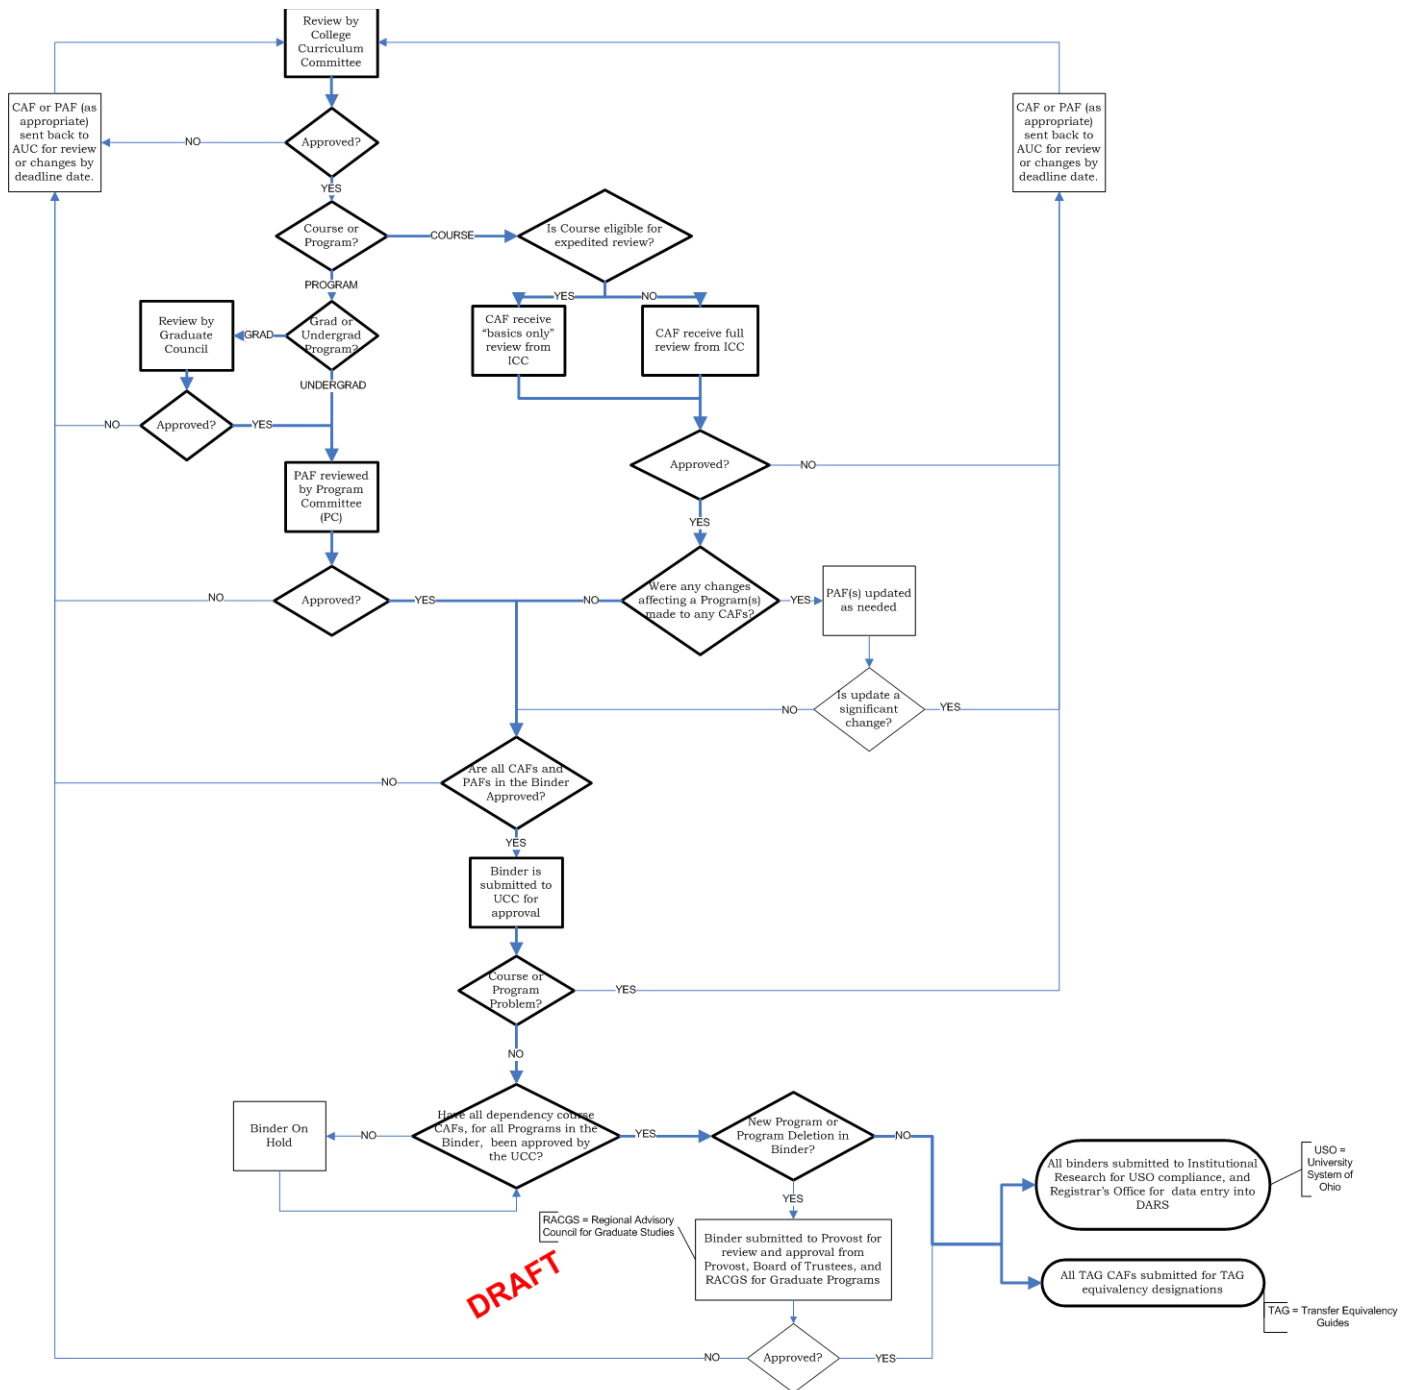 Review by
College
Curriculum
Committee
CAF or PAF (as
appropriate)
sent back to
AUC for review
or changes by
deadline date.
CAF or PAF (as
appropriate)
sent back to
AUC for review
or changes by
deadline date.
NO
Approved?
YES
Course or
Program?
COURSE
Is Course eligible for
expedited review?
PROGRAM
YES
NO
Review by
Graduate
Council
GRAD
Grad or
Undergrad
Program?
CAF receive
“basics only”
review from
ICC
CAF receive full
review from ICC
UNDERGRAD
NO
Approved?
YES
Approved?
NO
PAF reviewed
by Program
Committee
(PC)
YES
NO
Approved?
YES
NO
Were any changes
affecting a Program(s)
made to any CAFs?
YES
PAF(s) updated
as needed
NO
Is update a
significant
change?
YES
NO
Are all CAFs and
PAFs in the Binder
Approved?
YES
Binder is
submitted to
UCC for
approval
Course or
Program
Problem?
YES
NO
Binder On
Hold
NO
Have all dependency course
CAFs, for all Programs in the
Binder, been approved by
the UCC?
YES
New Program or
Program Deletion in
Binder?
NO
All binders submitted to Institutional
Research for USO compliance, and
Registrar’s Office for data entry into
DARS
USO =
University
System of
Ohio
YES
RACGS = Regional Advisory
Council for Graduate Studies
Binder submitted to Provost for
review and approval from
Provost, Board of Trustees, and
RACGS for Graduate Programs
All TAG CAFs submitted for TAG
equivalency designations
TAG = Transfer Equivalency
Guides
DRAFT
NO
Approved?
YES